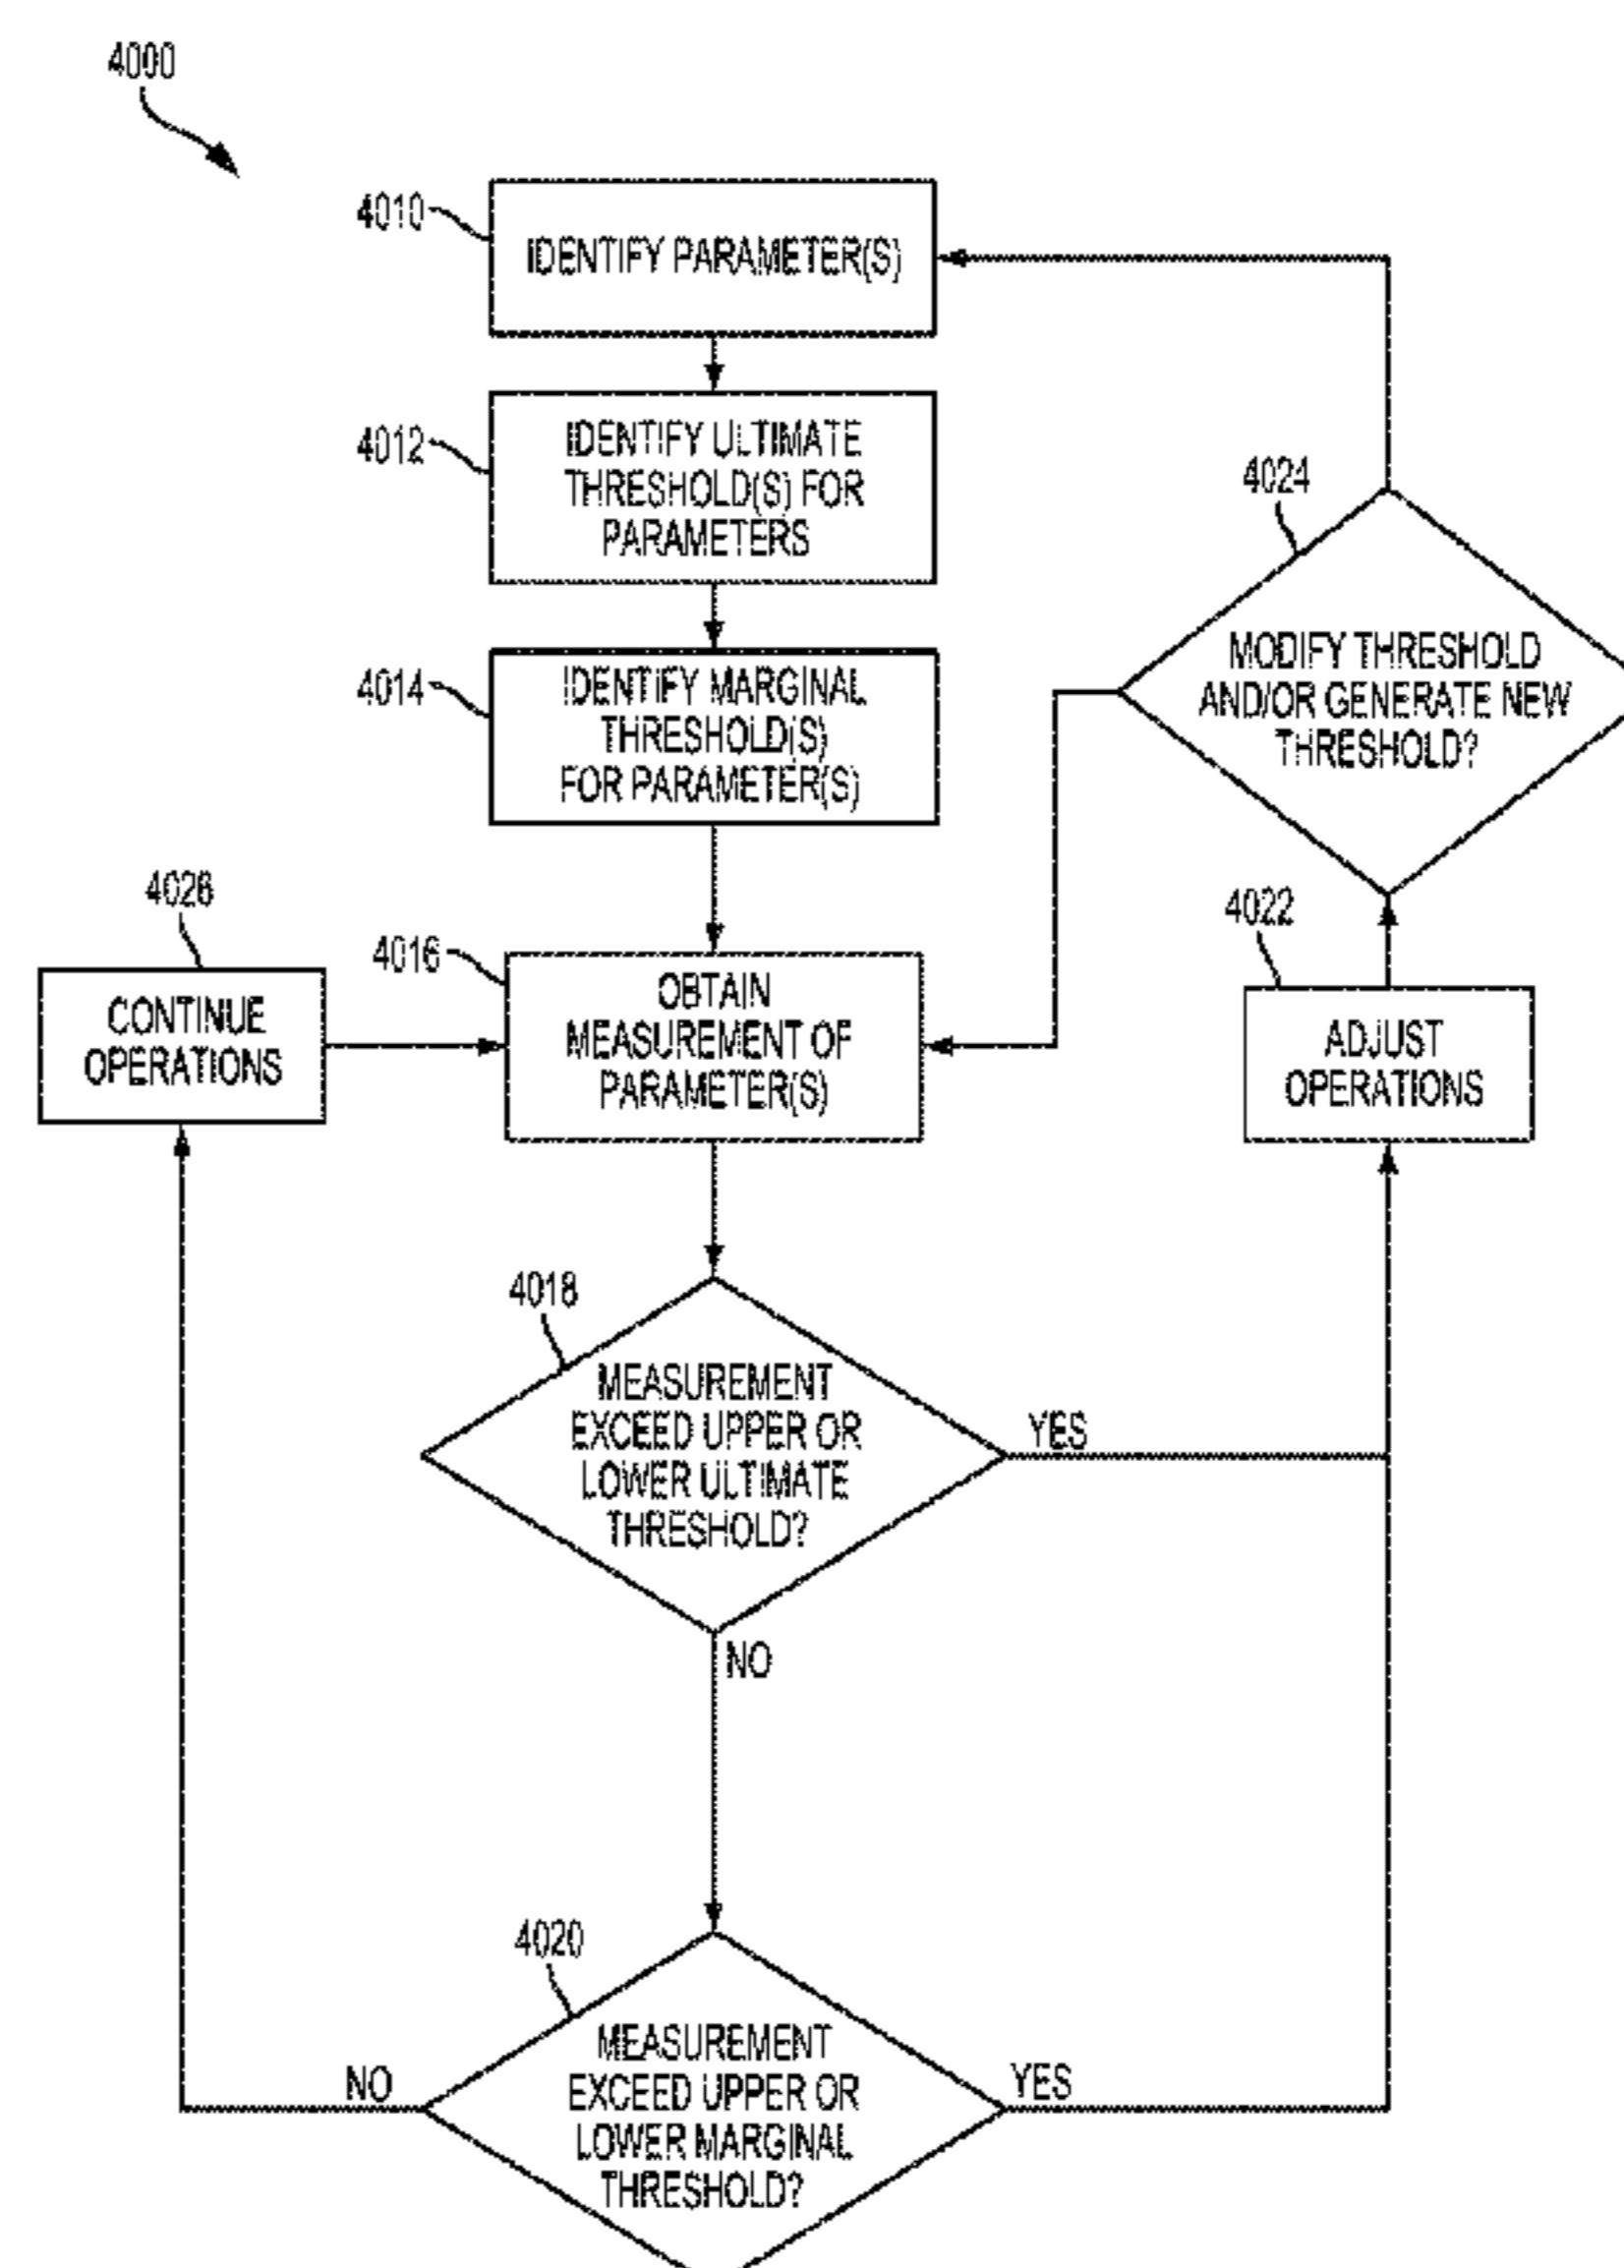 4000
4010
IDENTIFY PARAMETER(S)
4012
IDENTIFY ULTIMATE
THRESHOLD(S) FOR
PARAMETERS
4024
MODIFY THRESHOLD
AND/OR GENERATE NEW
THRESHOLD?
4014
IDENTIFY MARGINAL
THRESHOLD(S)
FOR PARAMETER(S)
4026
CONTINUE
OPERATIONS
4016
OBTAIN
MEASUREMENT OF
PARAMETER(S)
4022
ADJUST
OPERATIONS
4018
MEASUREMENT
EXCEED UPPER OR
LOWER ULTIMATE
THRESHOLD?
YES
NO
4020
MEASUREMENT
EXCEED UPPER OR
LOWER MARGINAL
THRESHOLD?
NO
YES